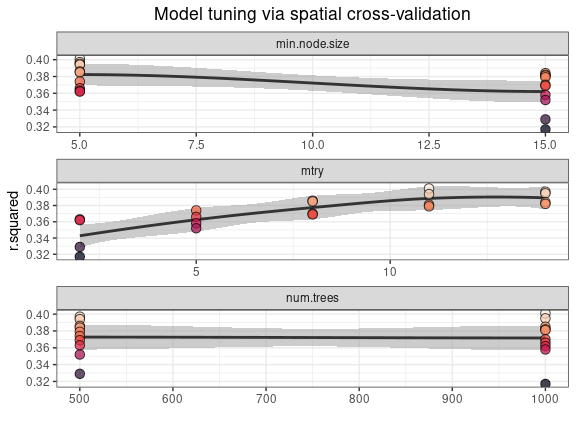 Model tuning via spatial cross-validation
min.node.size
0.40
0.38
0.36
0.34
0.32
5.0 7.5 10.0 12.5 15.0
mtry
0.40
0.38
0.36
0.34
0.32
5 10
r.squared
num.trees
0.40
0.38
0.36
0.34
0.32
500 600 700 800 900 1000